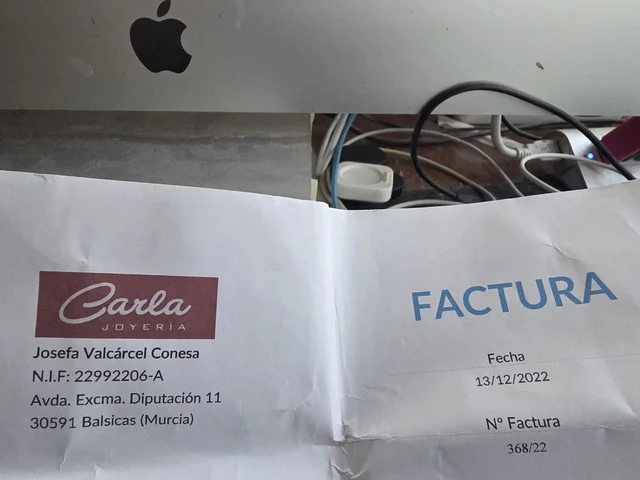 Carla
JOYERÍA
Josefa Valcárcel Conesa
N.I.F: 22992206-A
Avda. Excma. Diputación 11
30591 Balsicas (Murcia)
FACTURA
Fecha
13/12/2022
Nº Factura
368/22